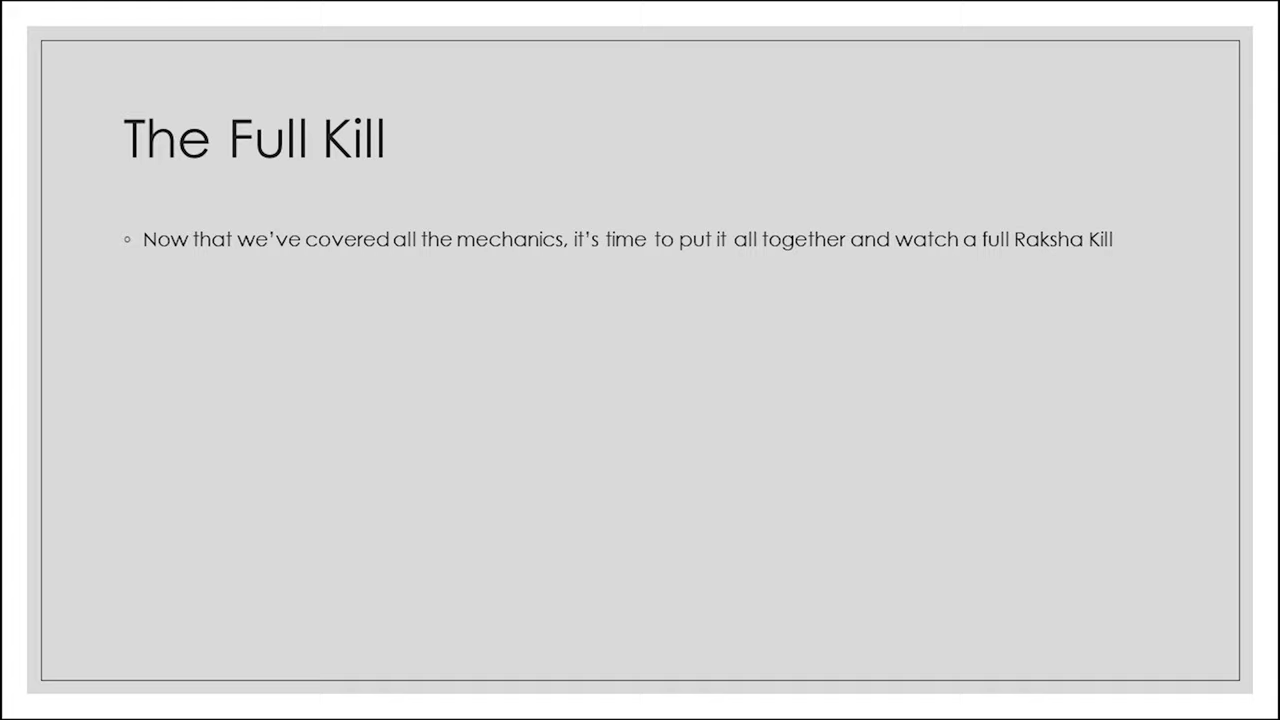 The Full Kill
Now that we've covered all the mechanics, it's time to put it all together and watch a full Raksha Kill